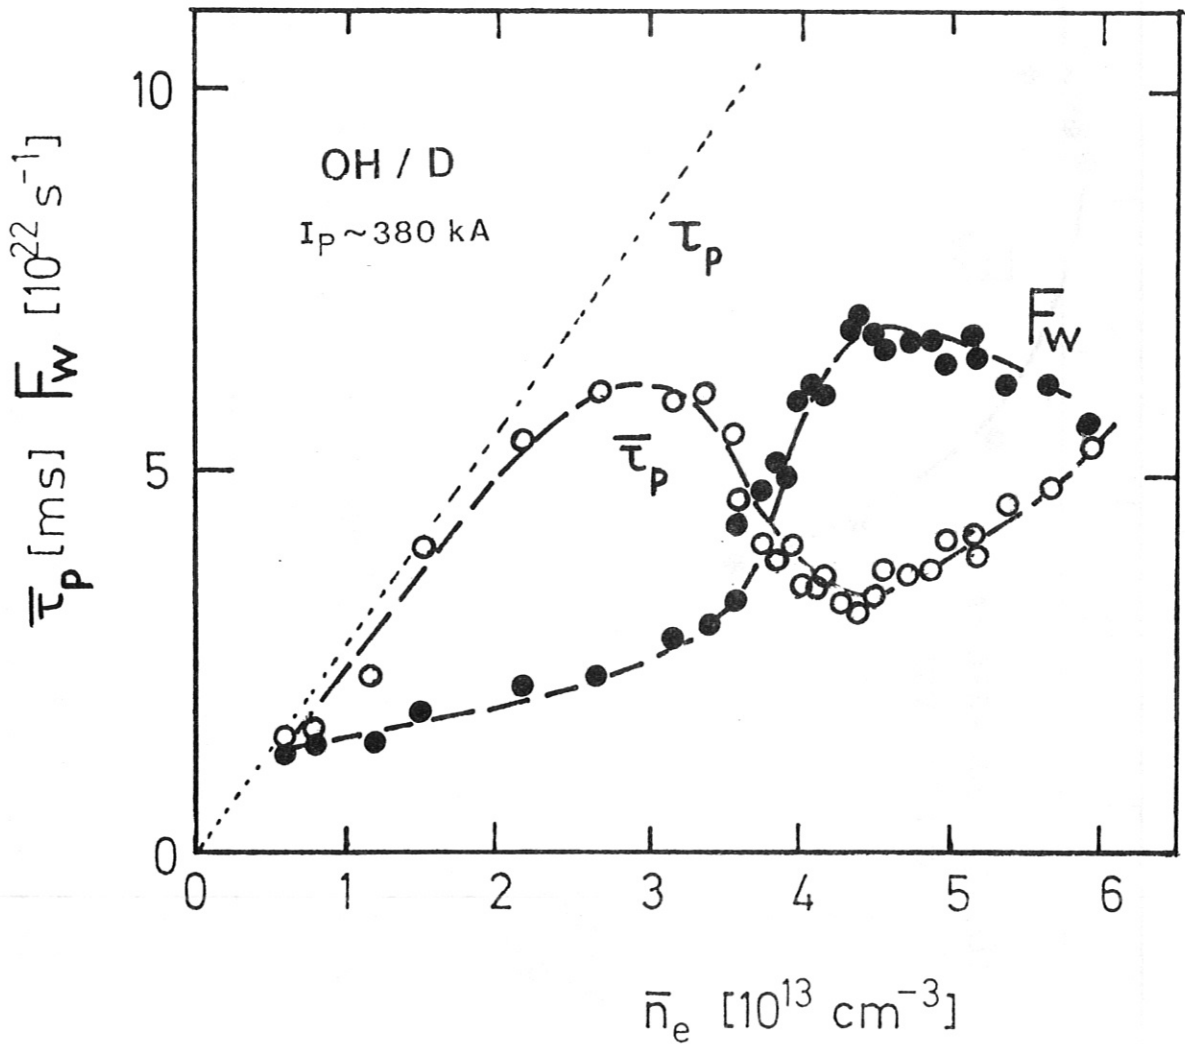 10
OH / D
I_p ~ 380 kA
τ_p
F_W
τ̄_p
5
0
0 1 2 3 4 5 6
n̄_e [10^13 cm^-3]
τ̄_p [ms] F_W [10^22 s^-1]